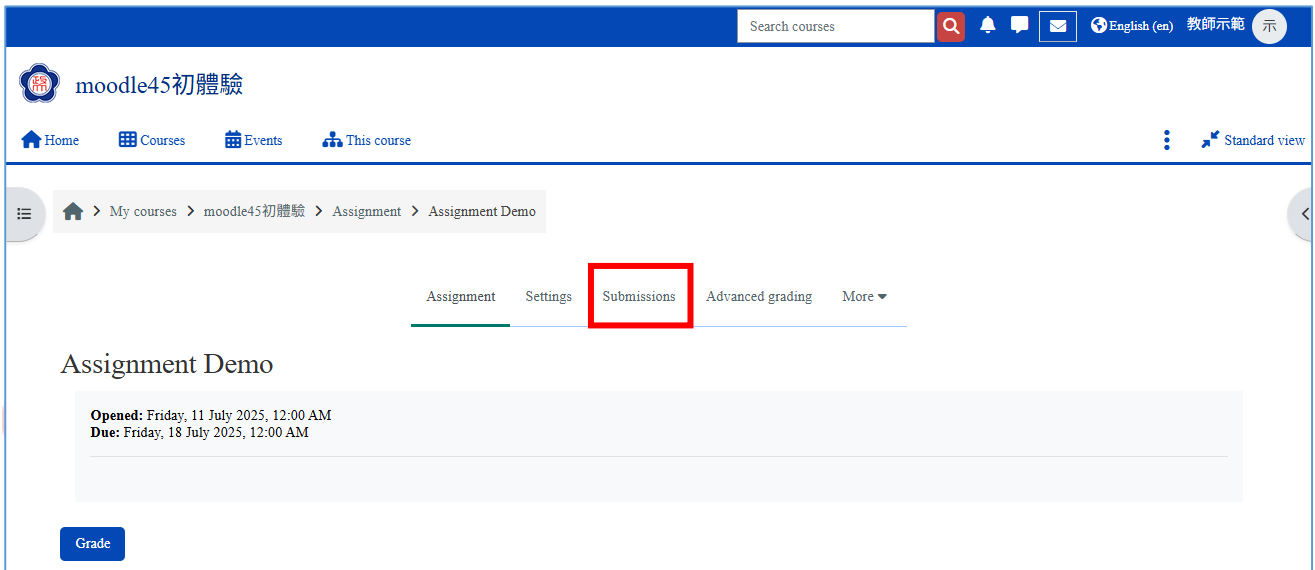 Search courses
English (en)
教師示範
示
moodle45初體驗
Home
Courses
Events
This course
Standard view
My courses
moodle45初體驗
Assignment
Assignment Demo
Assignment
Settings
Submissions
Advanced grading
More
Assignment Demo
Opened: Friday, 11 July 2025, 12:00 AM
Due: Friday, 18 July 2025, 12:00 AM
Grade